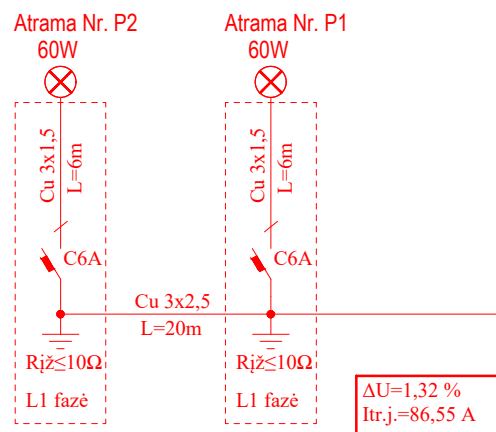 Atrama Nr. P2
60W
Cu 3x1,5
L=6m
C6A
Rįž≤10Ω
L1 fazė
Atrama Nr. P1
60W
Cu 3x1,5
L=6m
C6A
Rįž≤10Ω
L1 fazė
Cu 3x2,5
L=20m
ΔU=1,32 %
Itr.j.=86,55 A